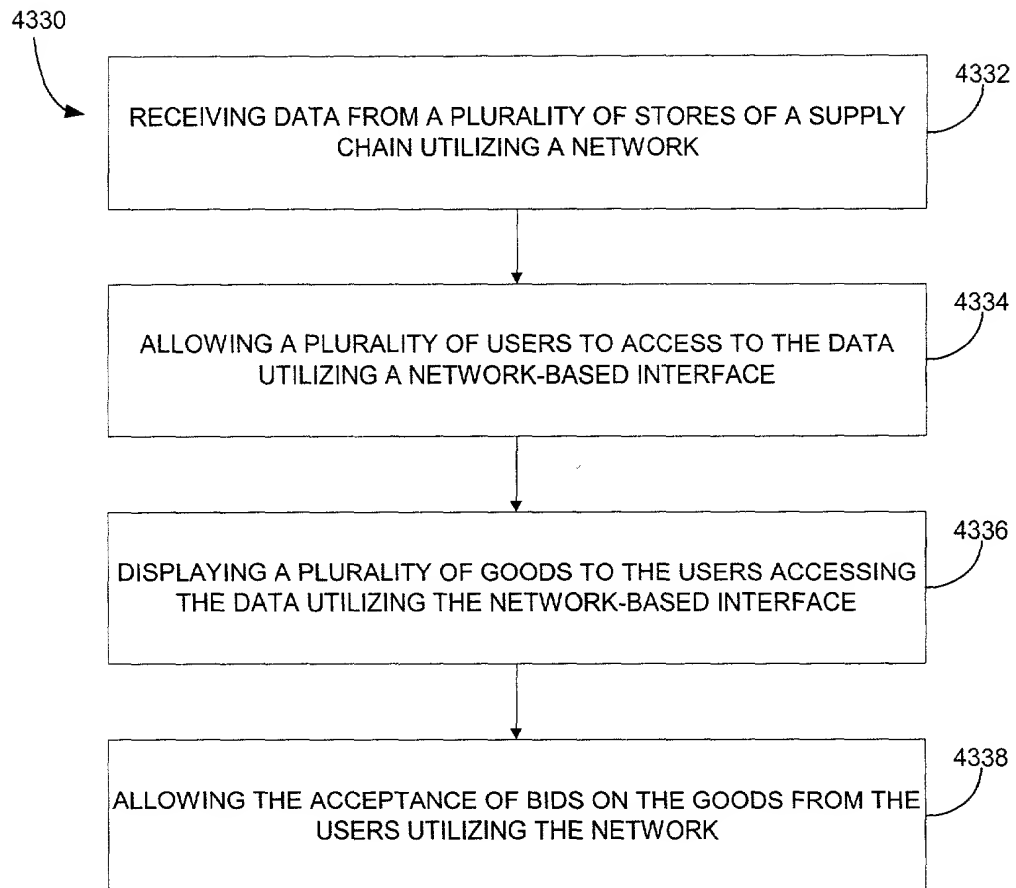 4330
4332
RECEIVING DATA FROM A PLURALITY OF STORES OF A SUPPLY
CHAIN UTILIZING A NETWORK
4334
ALLOWING A PLURALITY OF USERS TO ACCESS TO THE DATA
UTILIZING A NETWORK-BASED INTERFACE
4336
DISPLAYING A PLURALITY OF GOODS TO THE USERS ACCESSING
THE DATA UTILIZING THE NETWORK-BASED INTERFACE
4338
ALLOWING THE ACCEPTANCE OF BIDS ON THE GOODS FROM THE
USERS UTILIZING THE NETWORK